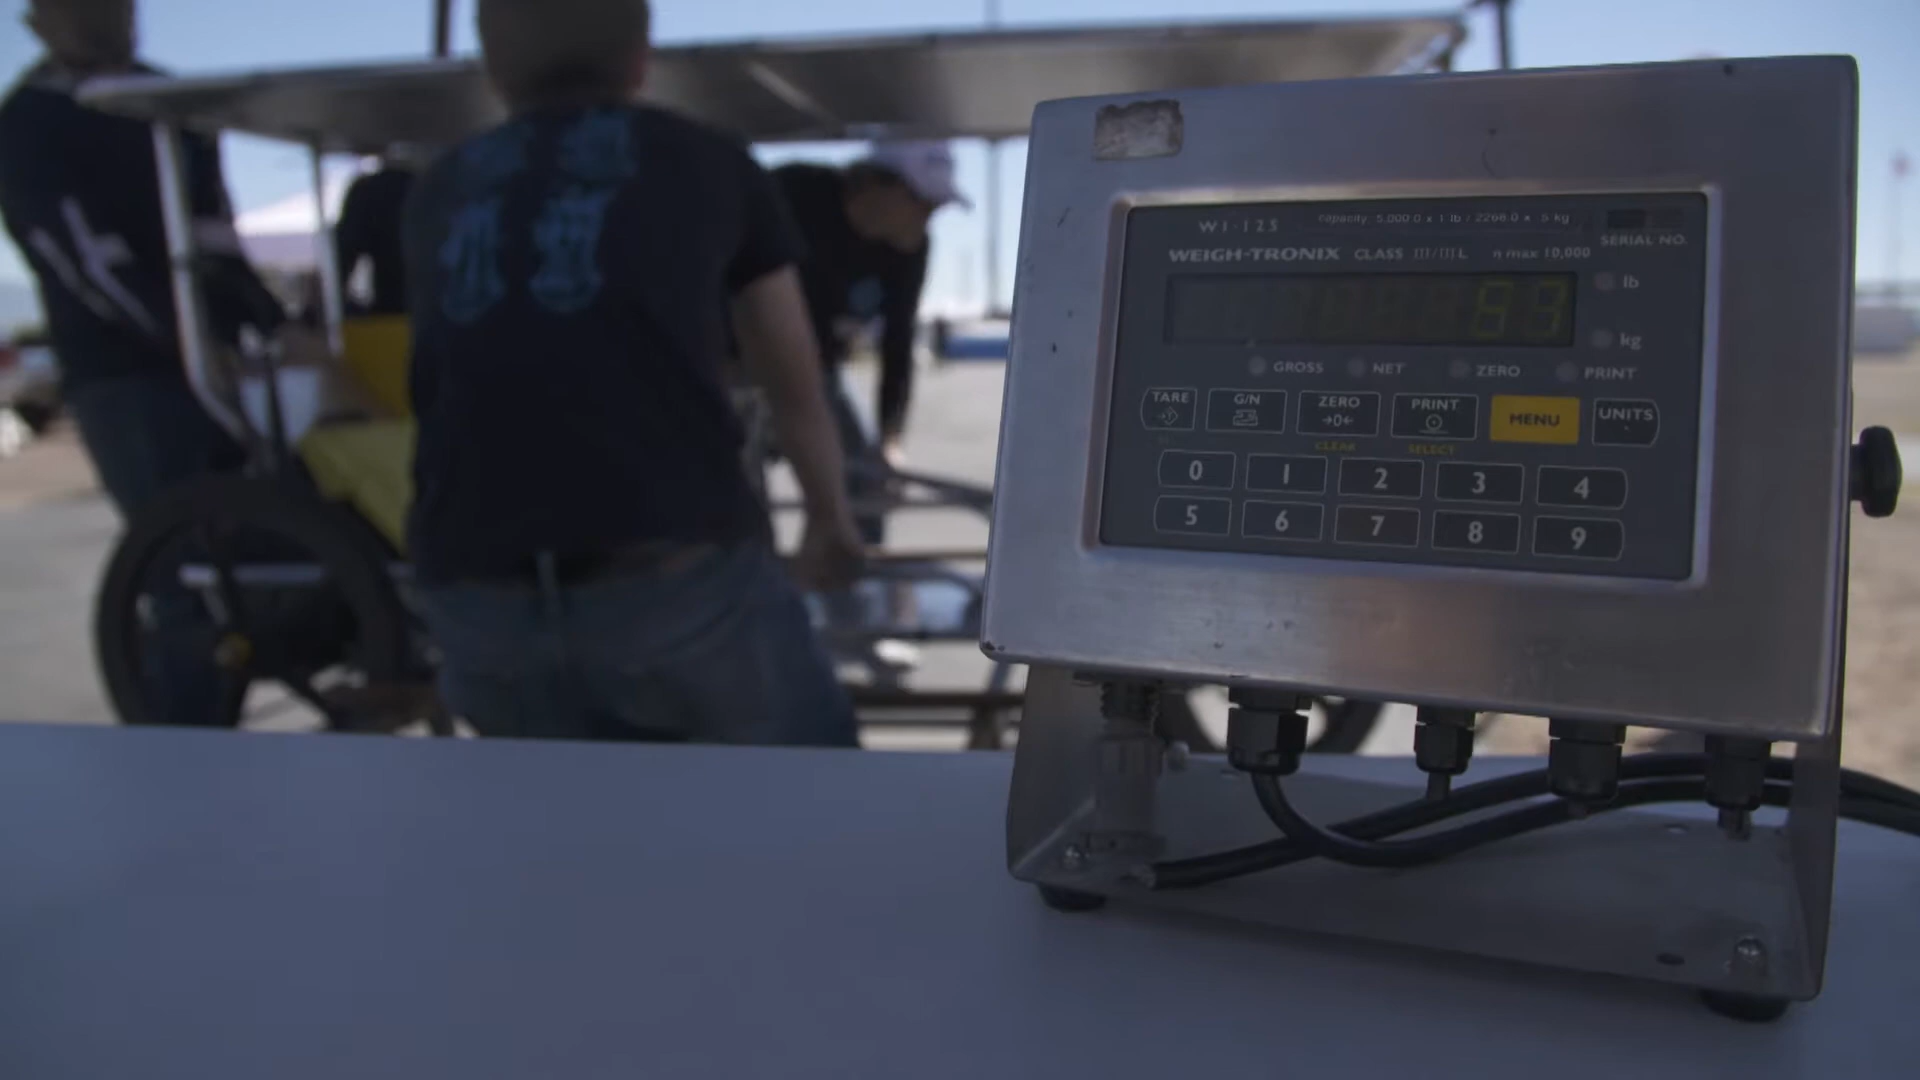 WI-125 capacity: 5,000.0 x 1 lb / 2268.0 x .5 kg
SERIAL NO.
WEIGH-TRONIX CLASS III/IIIL n max 10,000
lb
kg
GROSS NET ZERO PRINT
TARE G/N ZERO PRINT MENU UNITS
→0←
CLEAR SELECT
0 1 2 3 4
5 6 7 8 9